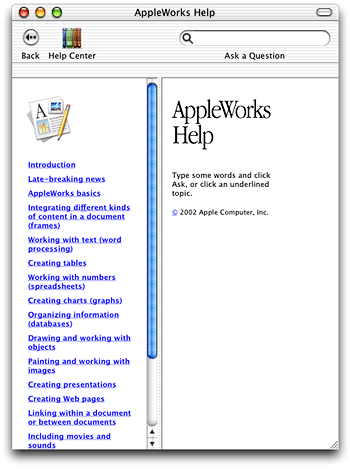 AppleWorks Help
Back
Help Center
Ask a Question
A
Introduction
Late-breaking news
AppleWorks basics
Integrating different kinds
of content in a document
(frames)
Working with text (word
processing)
Creating tables
Working with numbers
(spreadsheets)
Creating charts (graphs)
Organizing information
(databases)
Drawing and working with
objects
Painting and working with
images
Creating presentations
Creating Web pages
Linking within a document
or between documents
Including movies and
sounds
AppleWorks
Help
Type some words and click
Ask, or click an underlined
topic.
© 2002 Apple Computer, Inc.